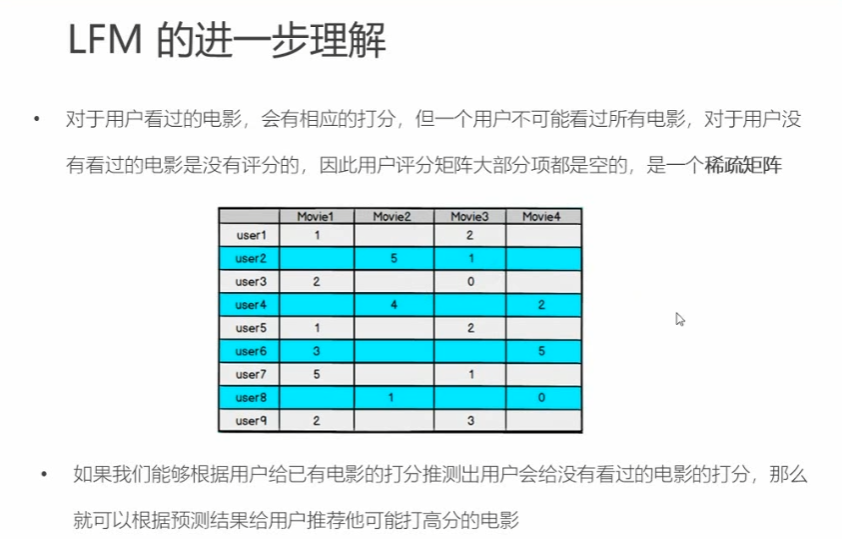 LFM 的进一步理解
• 对于用户看过的电影，会有相应的打分，但一个用户不可能看过所有电影，对于用户没
有看过的电影是没有评分的，因此用户评分矩阵大部分项都是空的，是一个稀疏矩阵
Movie1 Movie2 Movie3 Movie4
user1 1 2
user2 5 1
user3 2 0
user4 4 2
user5 1 2
user6 3 5
user7 5 1
user8 1 0
user9 2 3
• 如果我们能够根据用户给已有电影的打分推测出用户会给没有看过的电影的打分，那么
就可以根据预测结果给用户推荐他可能打高分的电影